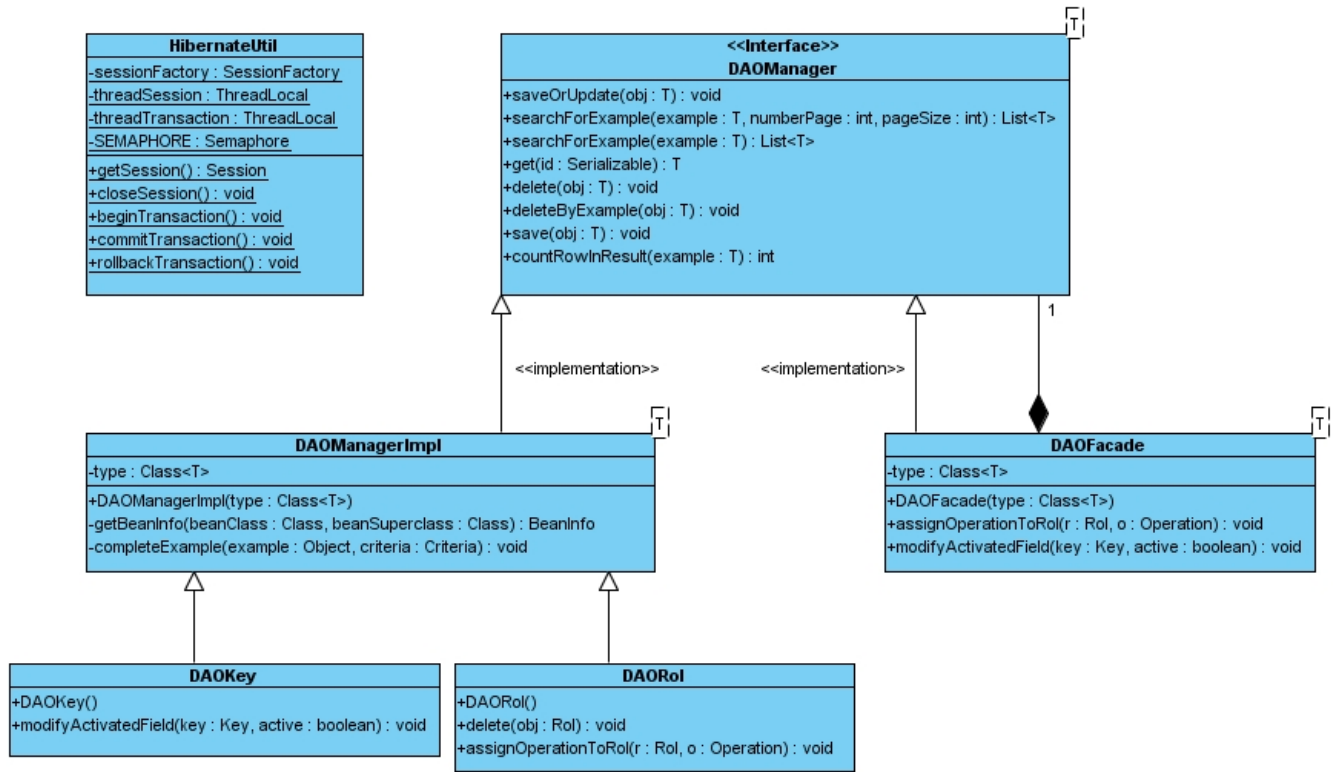 HibernateUtil
-sessionFactory : SessionFactory
-threadSession : ThreadLocal
-threadTransaction : ThreadLocal
-SEMAPHORE : Semaphore
+getSession() : Session
+closeSession() : void
+beginTransaction() : void
+commitTransaction() : void
+rollbackTransaction() : void
T
<<Interface>>
DAOManager
+saveOrUpdate(obj : T) : void
+searchForExample(example : T, numberPage : int, pageSize : int) : List<T>
+searchForExample(example : T) : List<T>
+get(id : Serializable) : T
+delete(obj : T) : void
+deleteByExample(obj : T) : void
+save(obj : T) : void
+countRowInResult(example : T) : int
1
<<implementation>>
<<implementation>>
T
DAOManagerImpl
-type : Class<T>
+DAOManagerImpl(type : Class<T>)
-getBeanInfo(beanClass : Class, beanSuperclass : Class) : BeanInfo
-completeExample(example : Object, criteria : Criteria) : void
T
DAOFacade
-type : Class<T>
+DAOFacade(type : Class<T>)
+assignOperationToRol(r : Rol, o : Operation) : void
+modifyActivatedField(key : Key, active : boolean) : void
DAOKey
+DAOKey()
+modifyActivatedField(key : Key, active : boolean) : void
DAORol
+DAORol()
+delete(obj : Rol) : void
+assignOperationToRol(r : Rol, o : Operation) : void